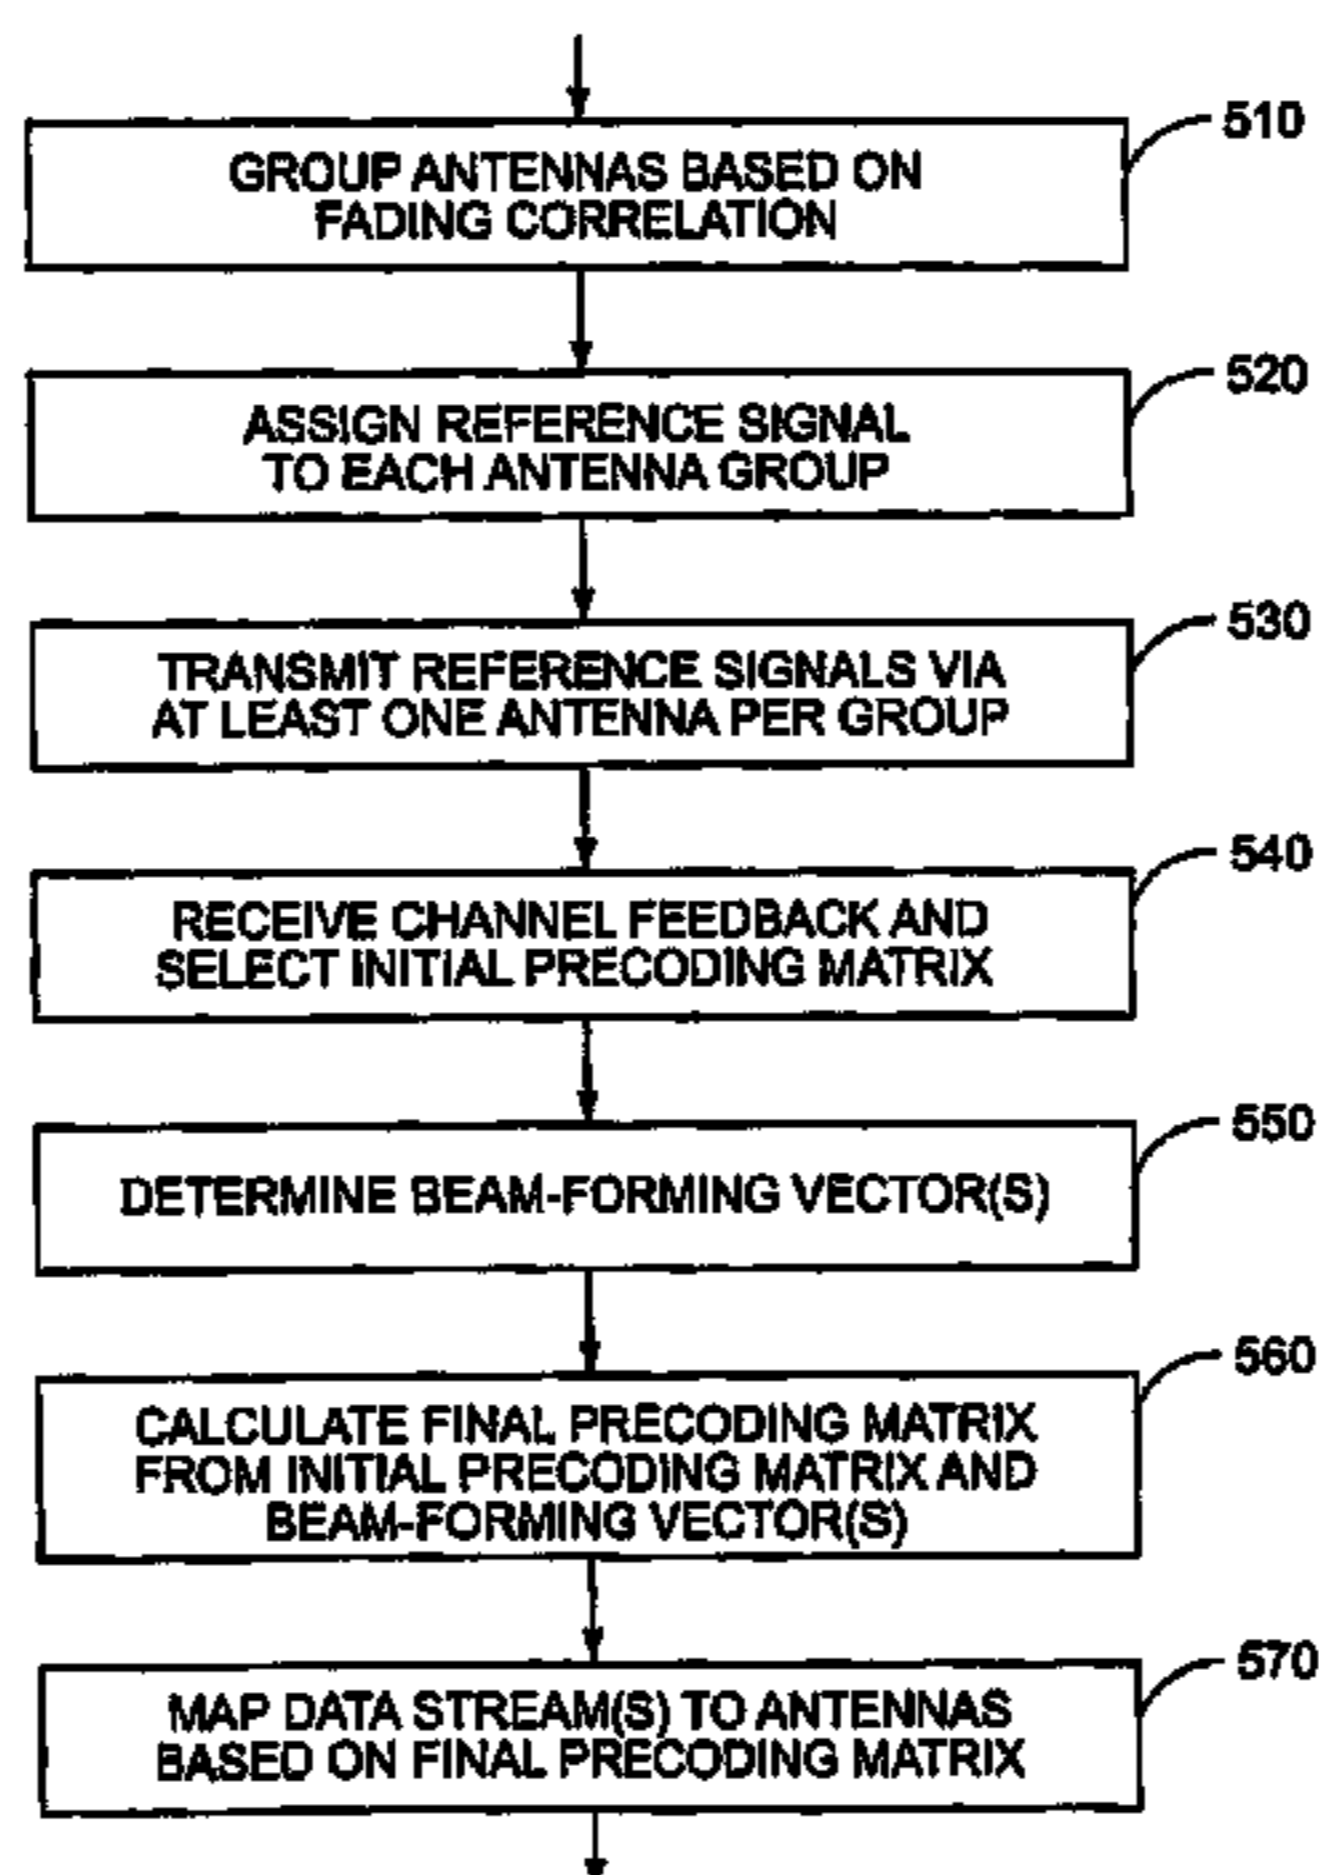 510
GROUP ANTENNAS BASED ON
FADING CORRELATION
520
ASSIGN REFERENCE SIGNAL
TO EACH ANTENNA GROUP
530
TRANSMIT REFERENCE SIGNALS VIA
AT LEAST ONE ANTENNA PER GROUP
540
RECEIVE CHANNEL FEEDBACK AND
SELECT INITIAL PRECODING MATRIX
550
DETERMINE BEAM-FORMING VECTOR(S)
560
CALCULATE FINAL PRECODING MATRIX
FROM INITIAL PRECODING MATRIX AND
BEAM-FORMING VECTOR(S)
570
MAP DATA STREAM(S) TO ANTENNAS
BASED ON FINAL PRECODING MATRIX